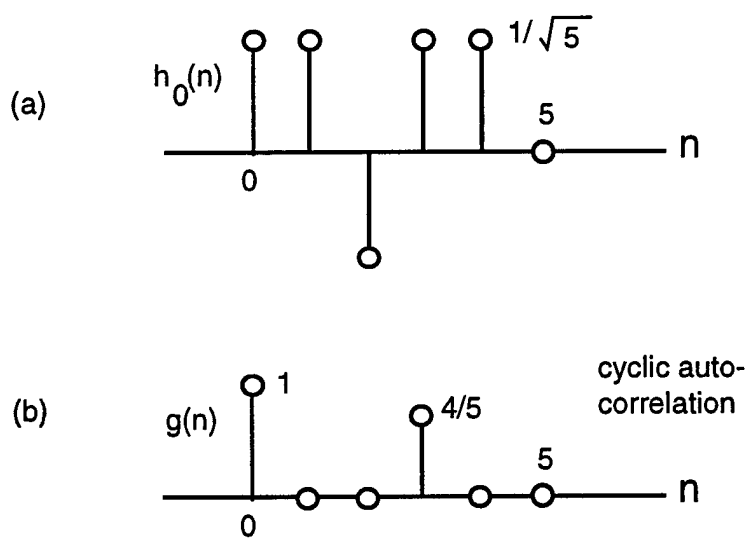 1/√5
h0(n)
(a)
5
n
0
1
4/5
cyclic auto-
correlation
(b)
g(n)
5
n
0